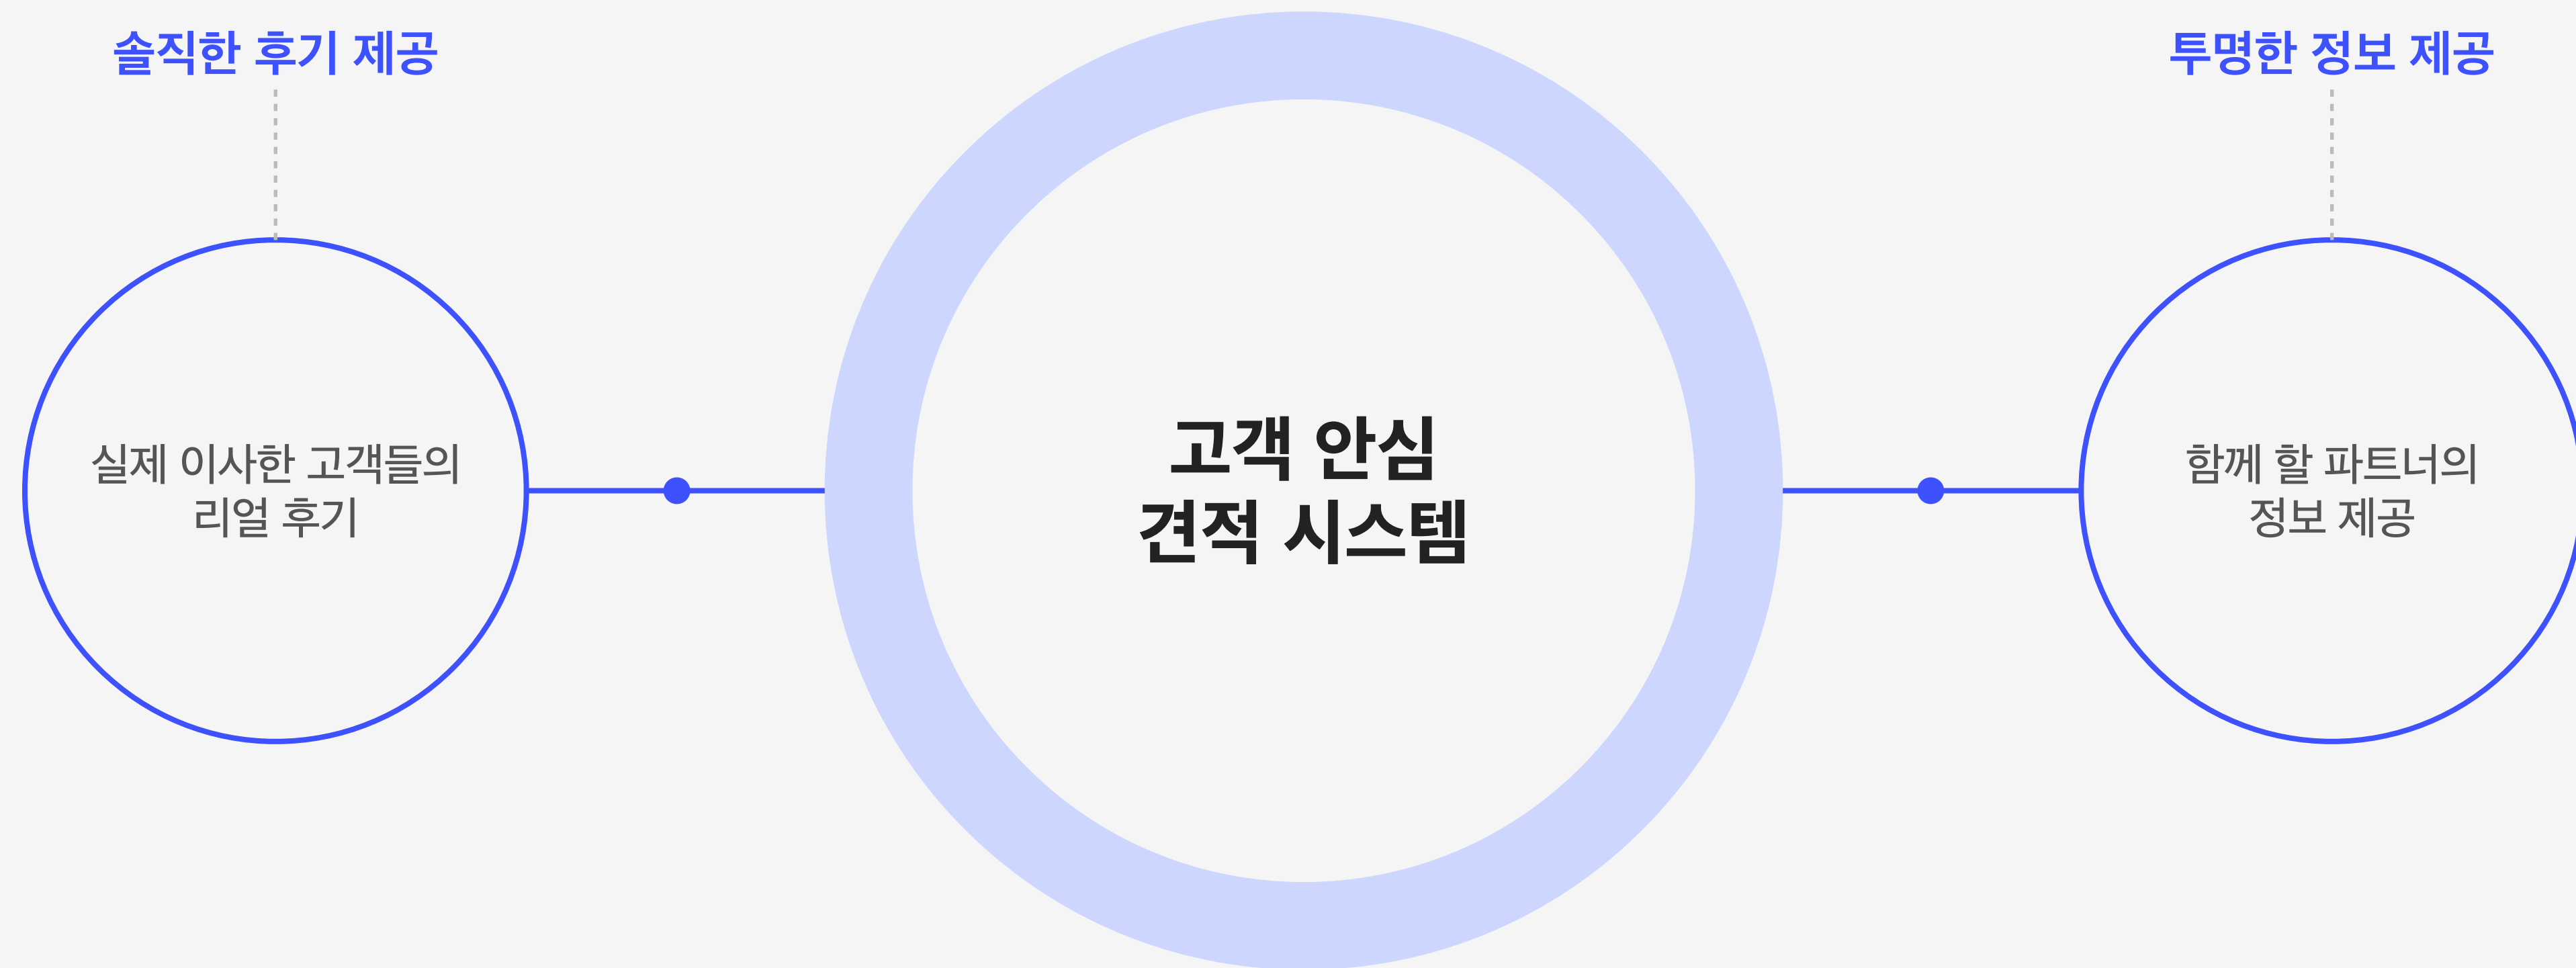 솔직한 후기 제공
실제 이사한 고객들의
리얼 후기
고객 안심
견적 시스템
투명한 정보 제공
함께 할 파트너의
정보 제공